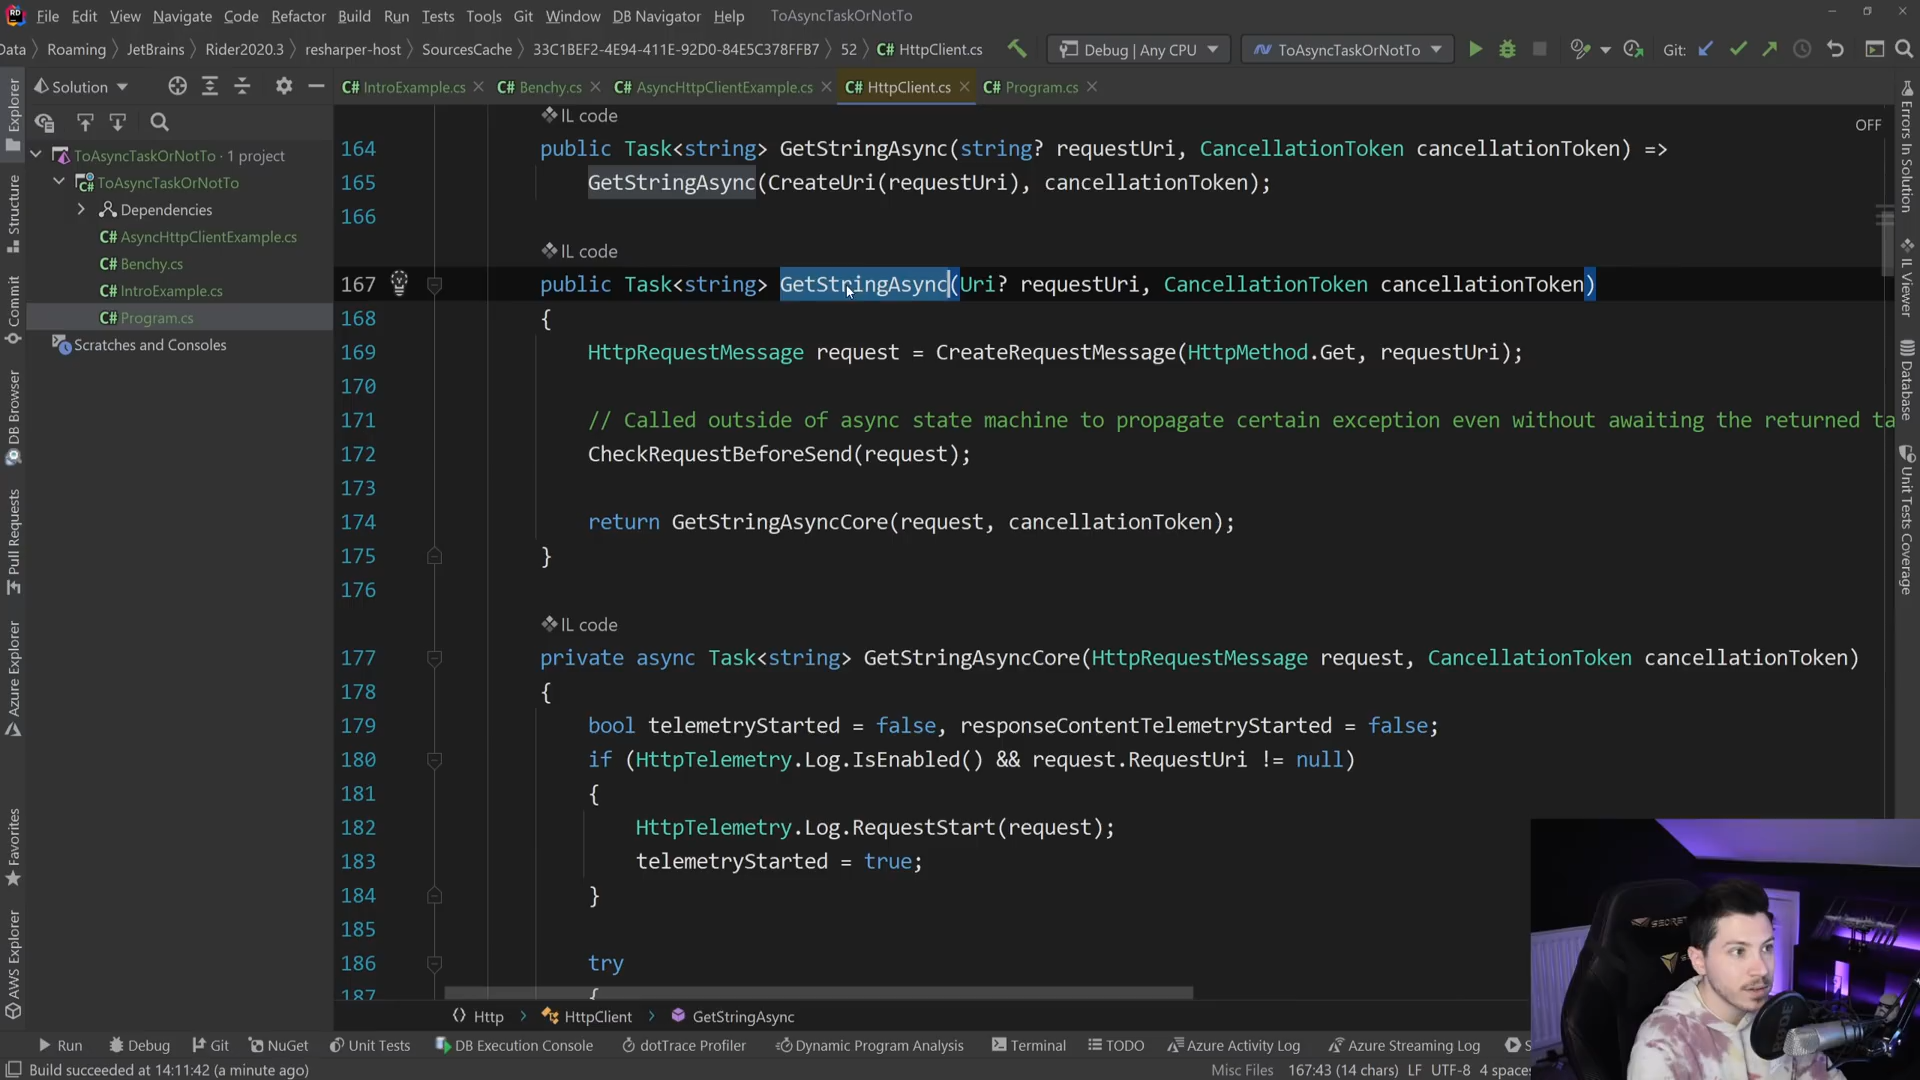 RD File Edit View Navigate Code Refactor Build Run Tests Tools Git Window DB Navigator Help ToAsyncTaskOrNotTo
Data Roaming JetBrains Rider2020.3 resharper-host SourcesCache 33C1BEF2-4E94-411E-92D0-84E5C378FFB7 52 C# HttpClient.cs Debug | Any CPU ToAsyncTaskOrNotTo Git:
Solution
C# IntroExample.cs C# Benchy.cs C# AsyncHttpClientExample.cs C# HttpClient.cs C# Program.cs
OFF
ToAsyncTaskOrNotTo · 1 project
ToAsyncTaskOrNotTo
Dependencies
C# AsyncHttpClientExample.cs
C# Benchy.cs
C# IntroExample.cs
C# Program.cs
Scratches and Consoles
Explorer
Structure
Commit
DB Browser
Pull Requests
Azure Explorer
Favorites
AWS Explorer
IL code
164 public Task<string> GetStringAsync(string? requestUri, CancellationToken cancellationToken) =>
165 GetStringAsync(CreateUri(requestUri), cancellationToken);
166
IL code
167 public Task<string> GetStringAsync(Uri? requestUri, CancellationToken cancellationToken)
168 {
169 HttpRequestMessage request = CreateRequestMessage(HttpMethod.Get, requestUri);
170
171 // Called outside of async state machine to propagate certain exception even without awaiting the returned ta
172 CheckRequestBeforeSend(request);
173
174 return GetStringAsyncCore(request, cancellationToken);
175 }
176
IL code
177 private async Task<string> GetStringAsyncCore(HttpRequestMessage request, CancellationToken cancellationToken)
178 {
179 bool telemetryStarted = false, responseContentTelemetryStarted = false;
180 if (HttpTelemetry.Log.IsEnabled() && request.RequestUri != null)
181 {
182 HttpTelemetry.Log.RequestStart(request);
183 telemetryStarted = true;
184 }
185
186 try
187 {
Errors In Solution
IL Viewer
Database
Unit Tests Coverage
Http HttpClient GetStringAsync
Run Debug Git NuGet Unit Tests DB Execution Console dotTrace Profiler Dynamic Program Analysis Terminal TODO Azure Activity Log Azure Streaming Log S
Build succeeded at 14:11:42 (a minute ago) Misc Files 167:43 (14 chars) LF UTF-8 4 spaces